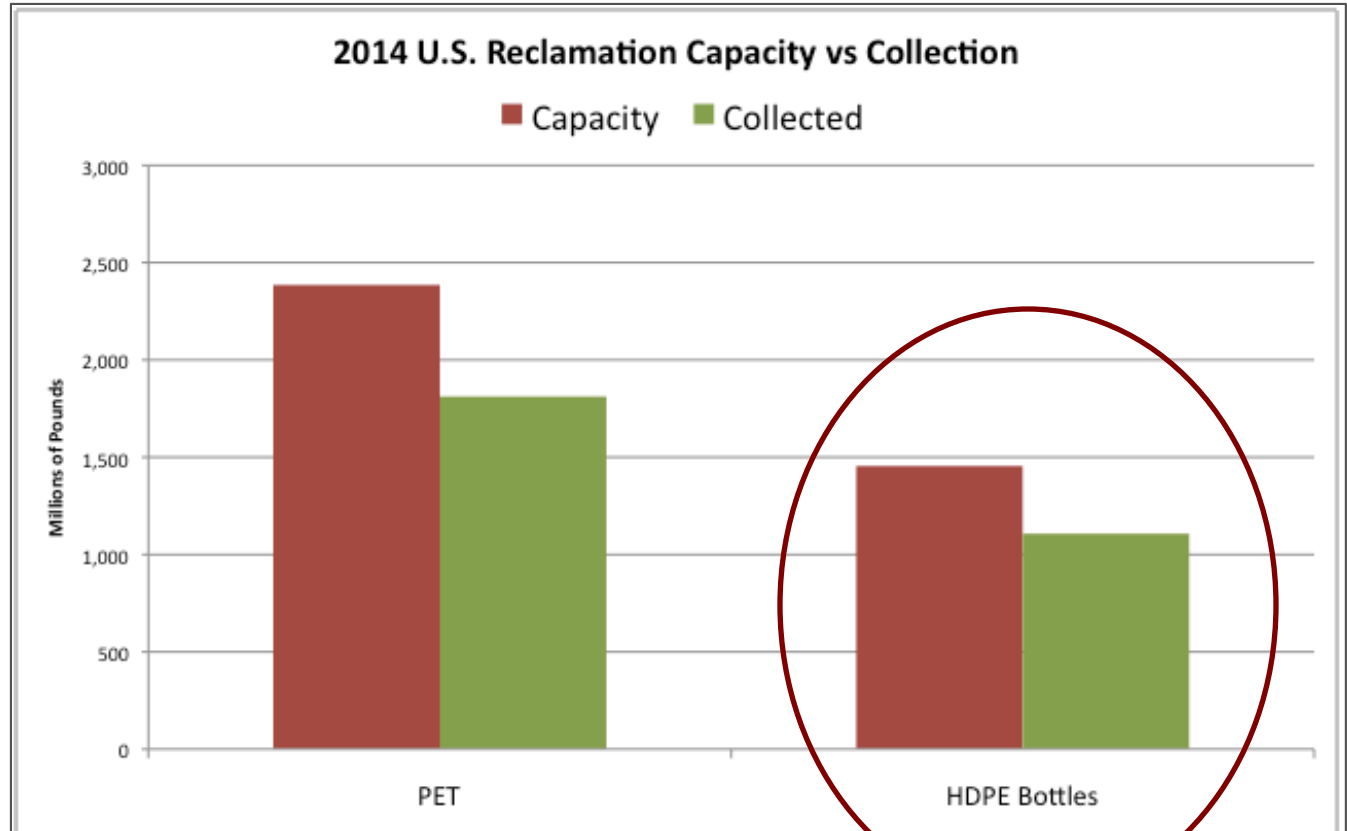 2014 U.S. Reclamation Capacity vs Collection
Capacity Collected
3,000
2,500
2,000
1,500
1,000
500
0
Millions of Pounds
PET HDPE Bottles